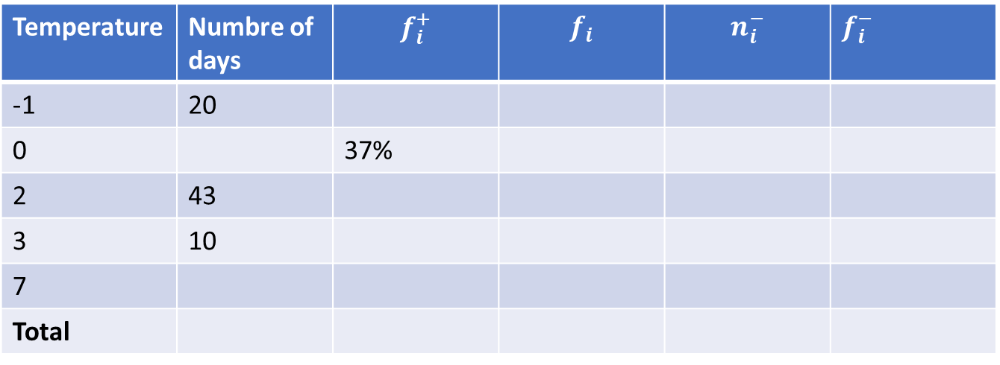 Temperature Numbre of days $f_i^+$ $f_i$ $n_i^-$ $f_i^-$
-1 20
0 37%
2 43
3 10
7
Total